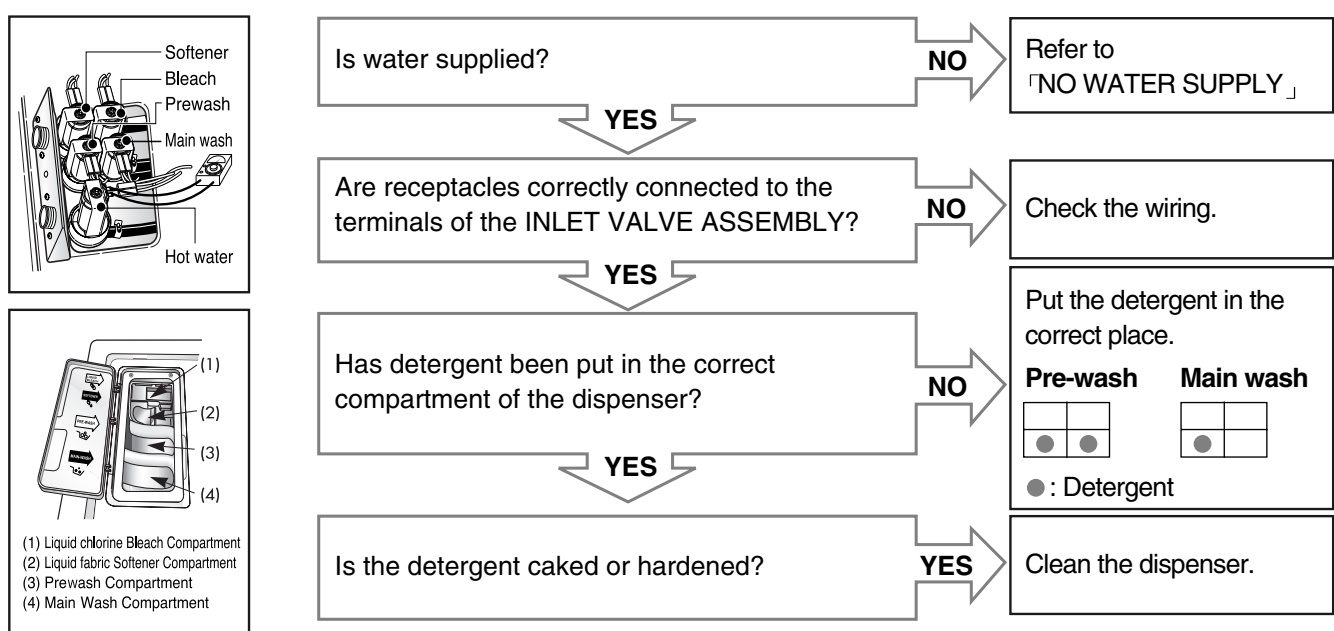 Softener
Bleach
Prewash
Main wash
Hot water
(1)
(2)
(3)
(4)
(1) Liquid chlorine Bleach Compartment
(2) Liquid fabric Softener Compartment
(3) Prewash Compartment
(4) Main Wash Compartment
Is water supplied?
NO
Refer to
「NO WATER SUPPLY」
YES
Are receptacles correctly connected to the
terminals of the INLET VALVE ASSEMBLY?
NO
Check the wiring.
YES
Has detergent been put in the correct
compartment of the dispenser?
NO
Put the detergent in the
correct place.
Pre-wash Main wash
: Detergent
YES
Is the detergent caked or hardened?
YES
Clean the dispenser.